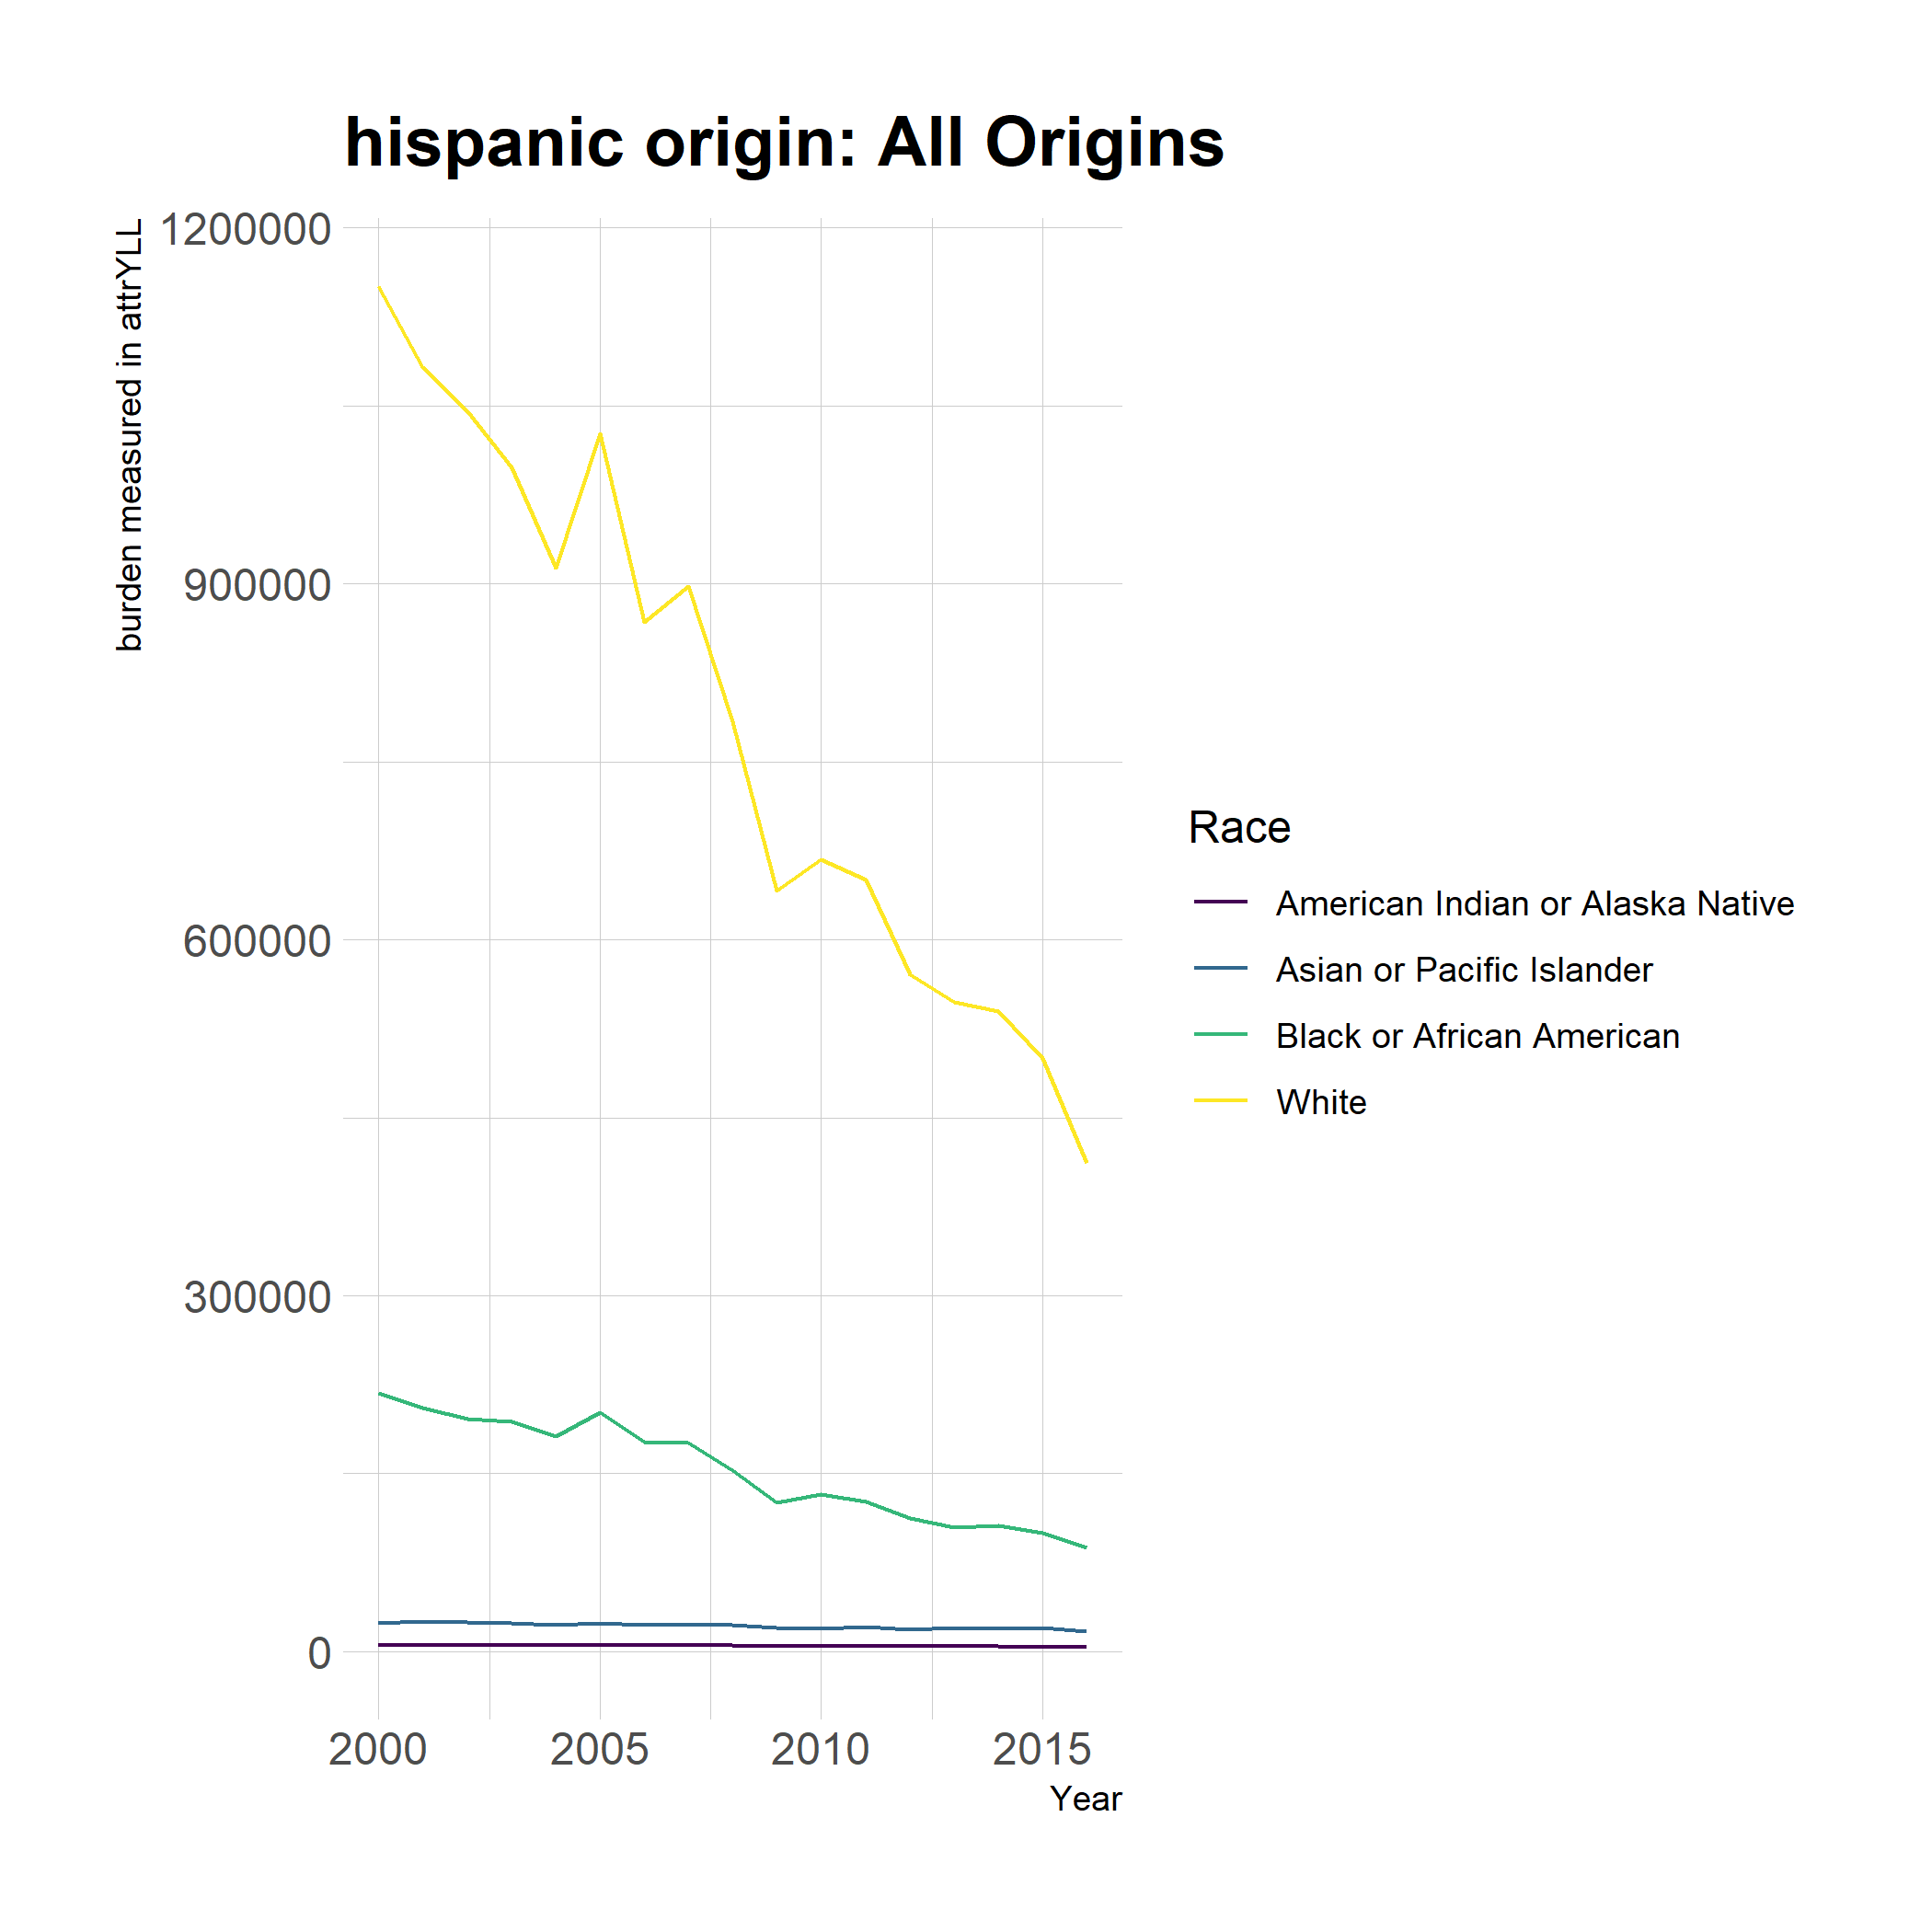 hispanic origin: All Origins
burden measured in attrYLL
1200000
900000
600000
300000
0
2000 2005 2010 2015
Year
Race
American Indian or Alaska Native
Asian or Pacific Islander
Black or African American
White